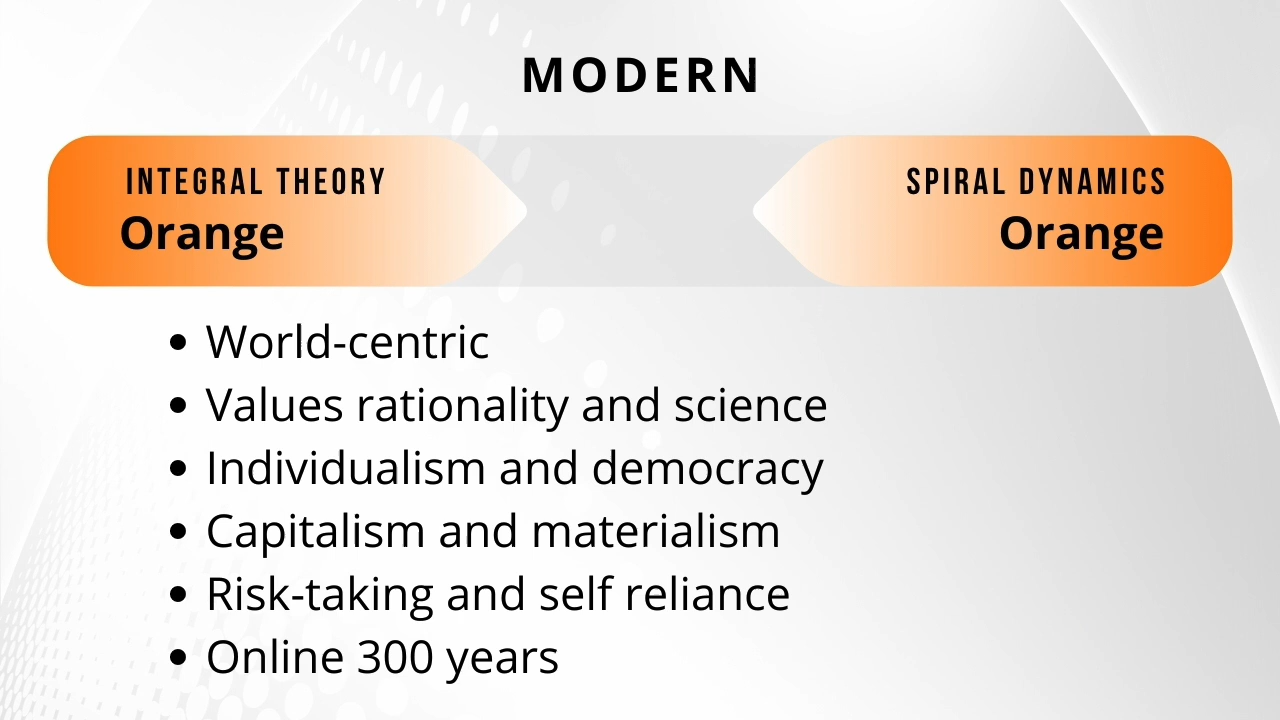 MODERN
INTEGRAL THEORY
Orange
SPIRAL DYNAMICS
Orange
• World-centric
• Values rationality and science
• Individualism and democracy
• Capitalism and materialism
• Risk-taking and self reliance
• Online 300 years